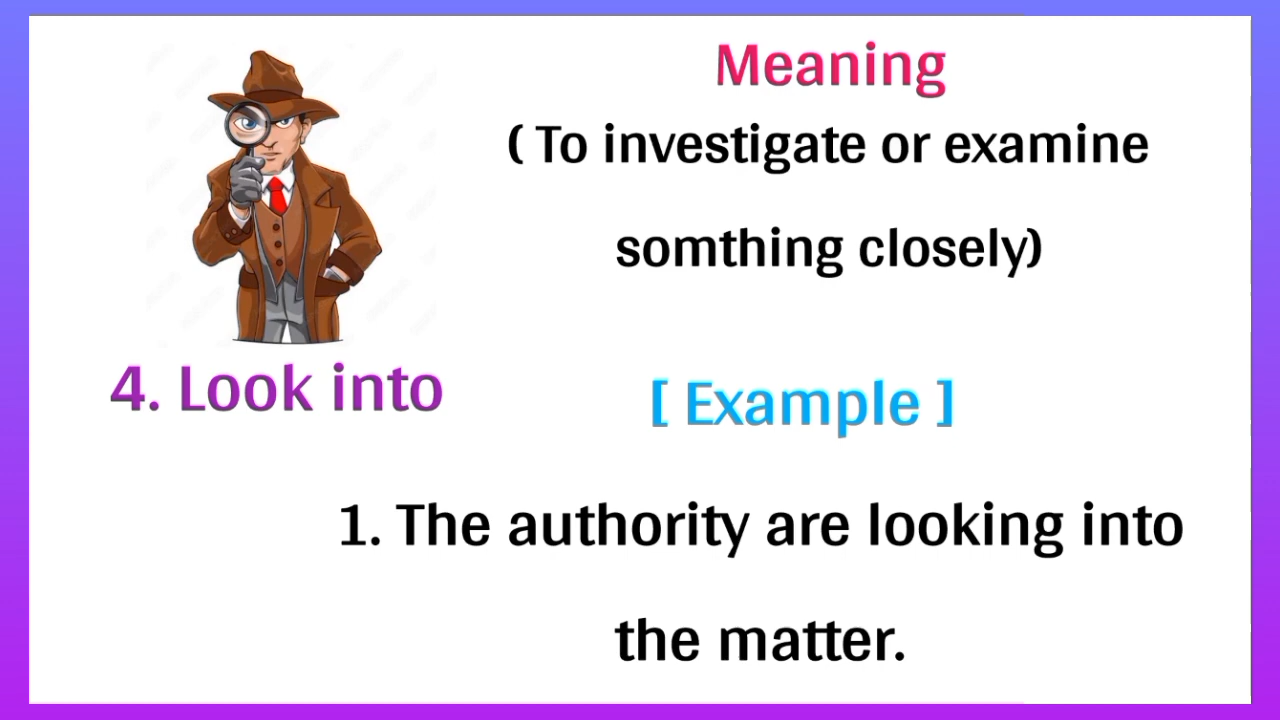 Meaning
( To investigate or examine
somthing closely)
4. Look into
[ Example ]
1. The authority are looking into
the matter.